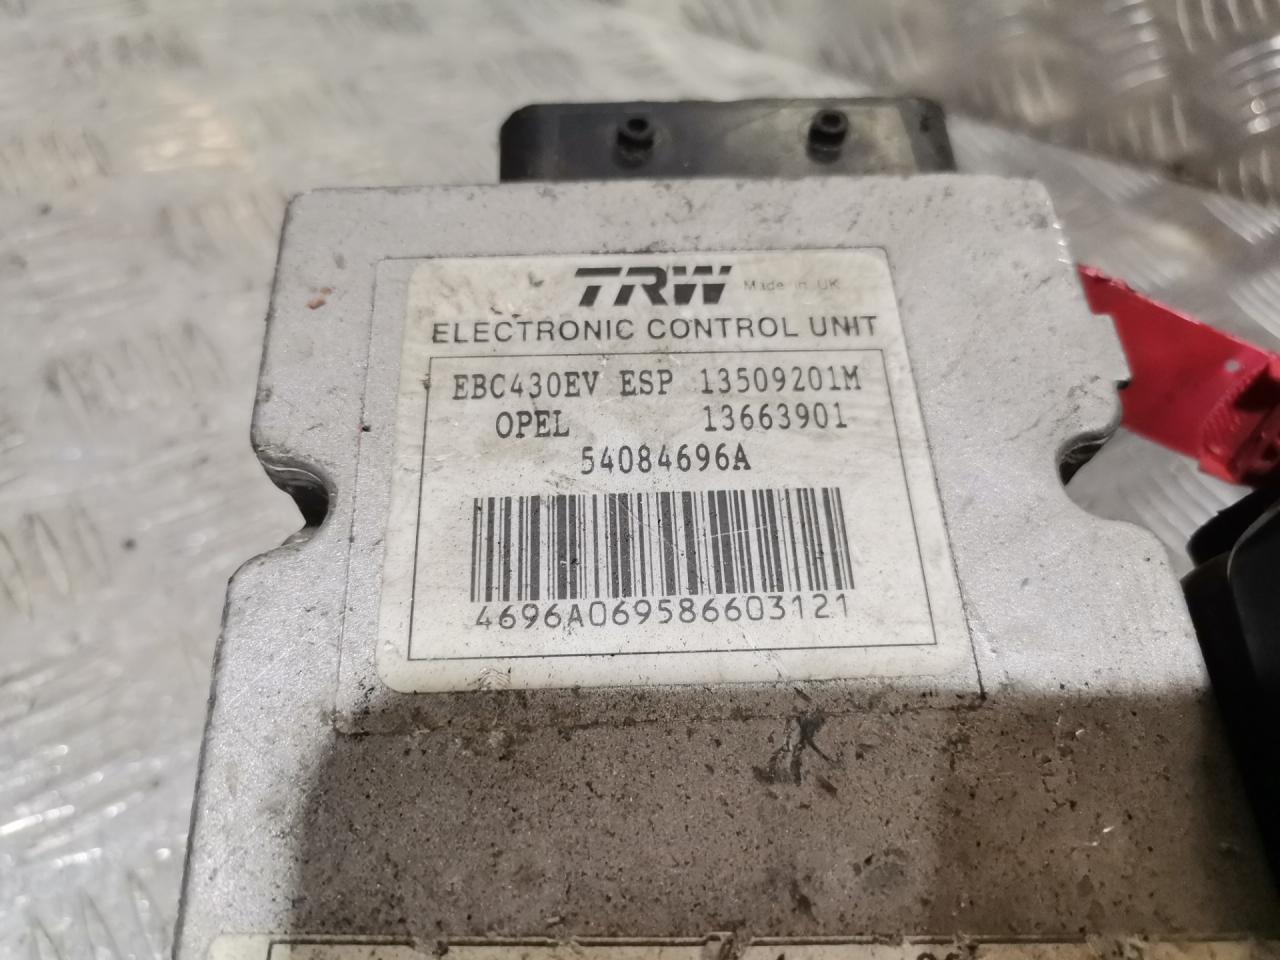 TRW Made in UK
ELECTRONIC CONTROL UNIT
EBC430EV ESP 13509201M
OPEL 13663901
54084696A
4696A069586603121